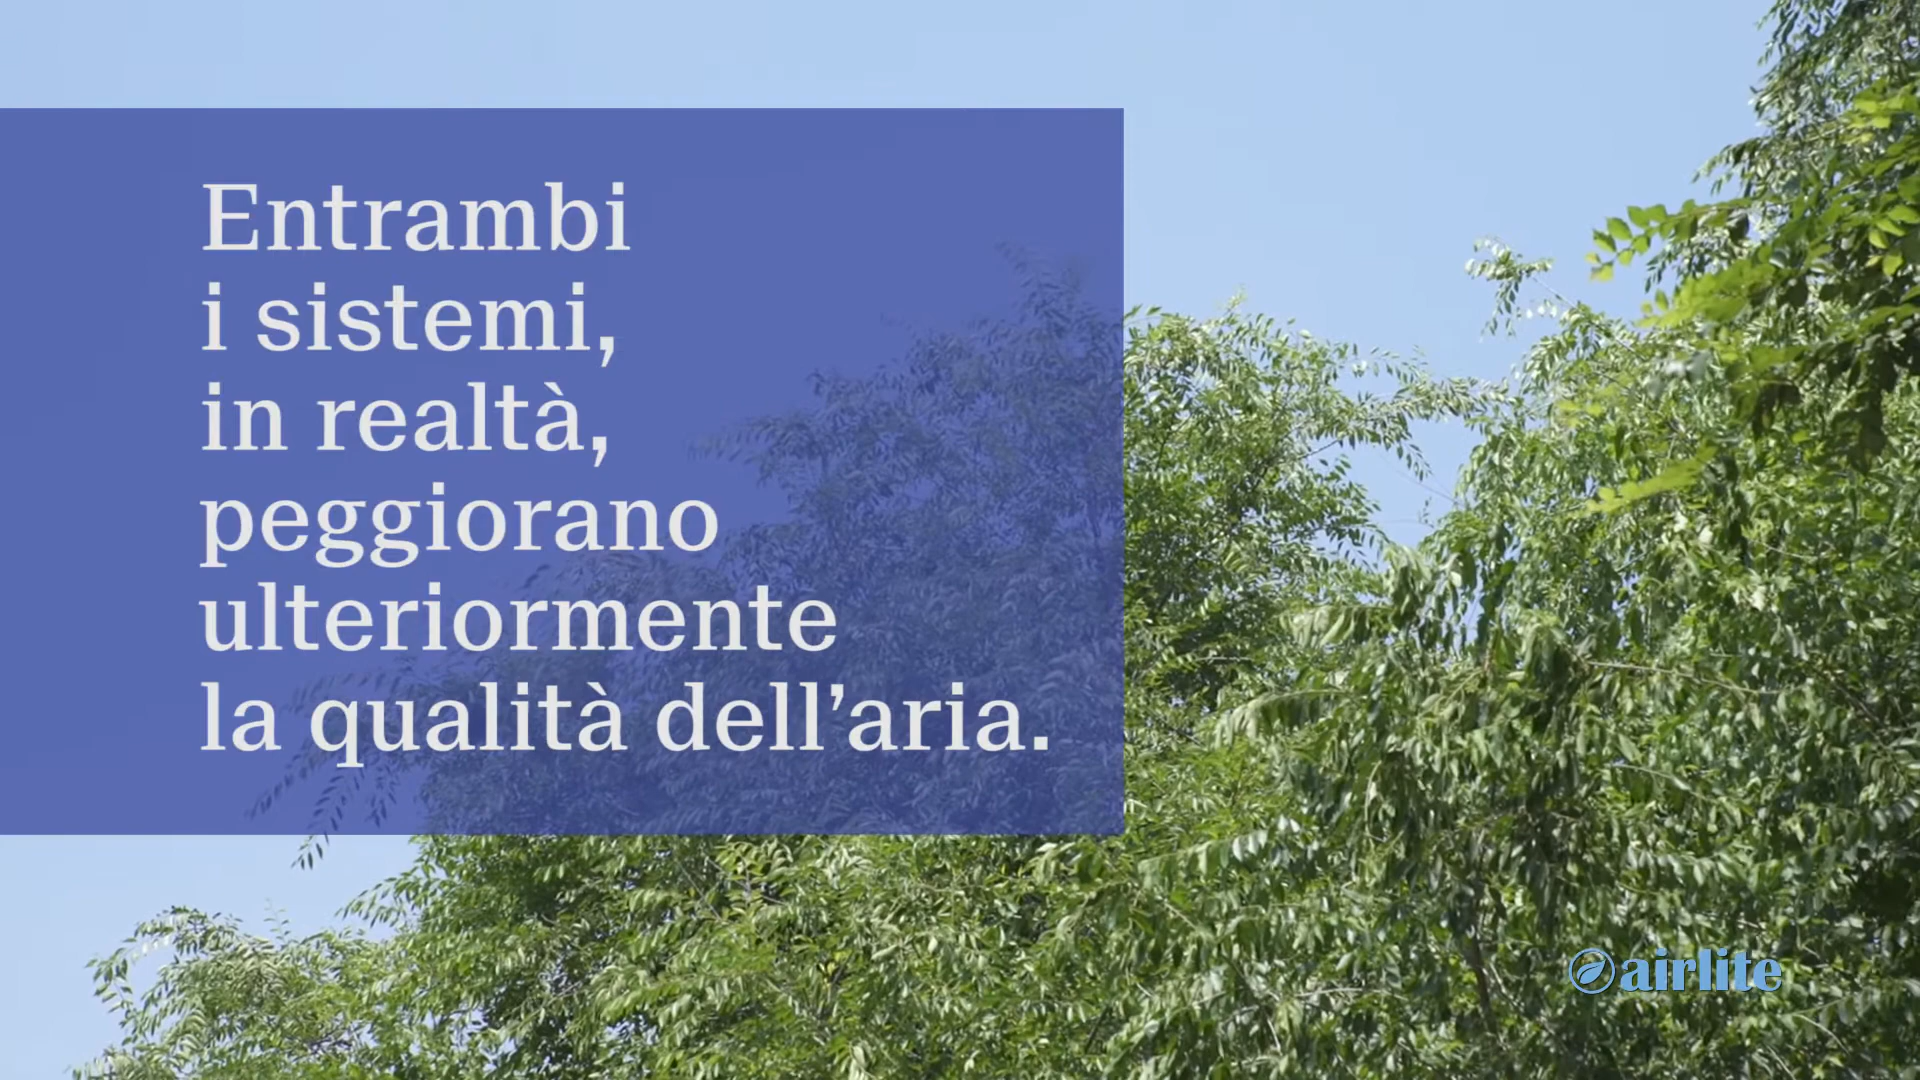 Entrambi
i sistemi,
in realtà,
peggiorano
ulteriormente
la qualità dell’aria.
airlite